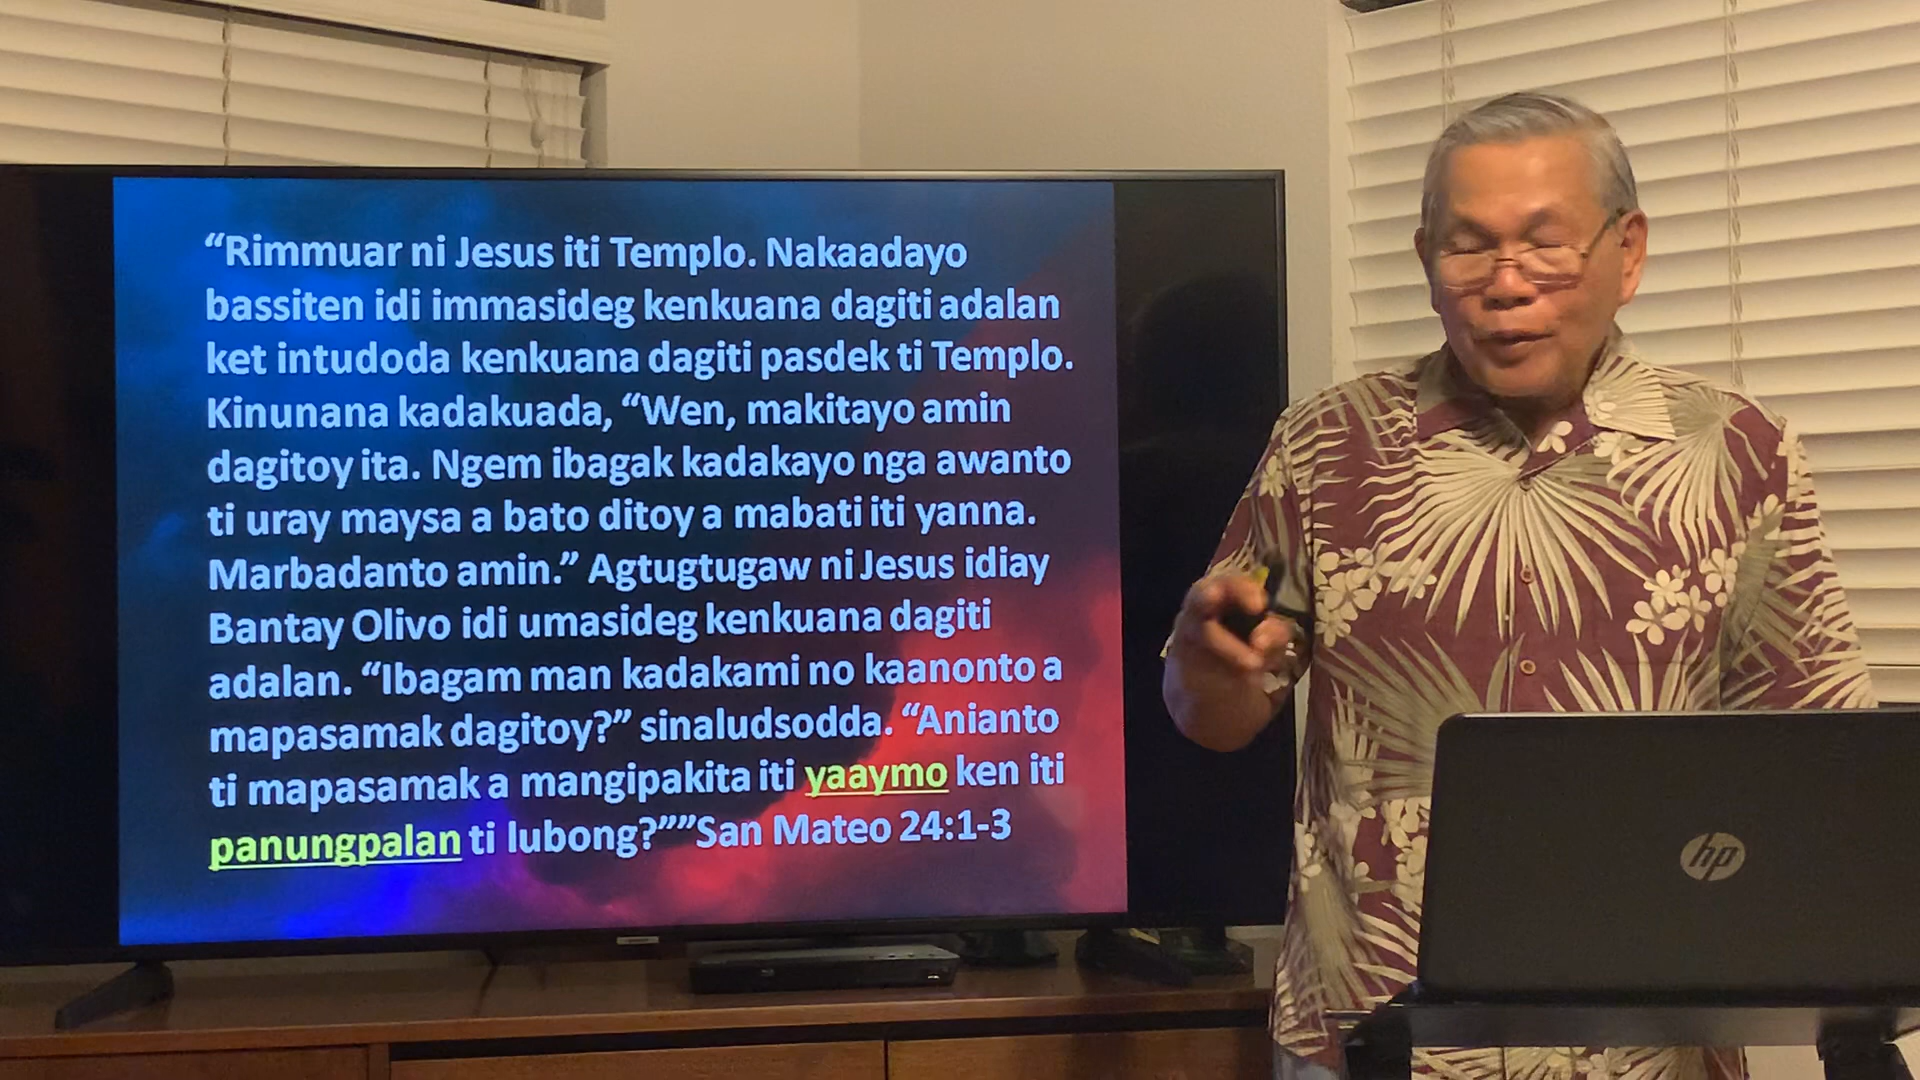 “Rimmuar ni Jesus iti Templo. Nakaadayo
bassiten idi immasideg kenkuana dagiti adalan
ket intudoda kenkuana dagiti pasdek ti Templo.
Kinunana kadakuada, “Wen, makitayo amin
dagitoy ita. Ngem ibagak kadakayo nga awanto
ti uray maysa a bato ditoy a mabati iti yanna.
Marbadanto amin.” Agtugtugaw ni Jesus idiay
Bantay Olivo idi umasideg kenkuana dagiti
adalan. “Ibagam man kadakami no kaanonto a
mapasamak dagitoy?” sinaludsodda. “Anianto
ti mapasamak a mangipakita iti yaaymo ken iti
panungpalan ti lubong?””San Mateo 24:1-3
hp